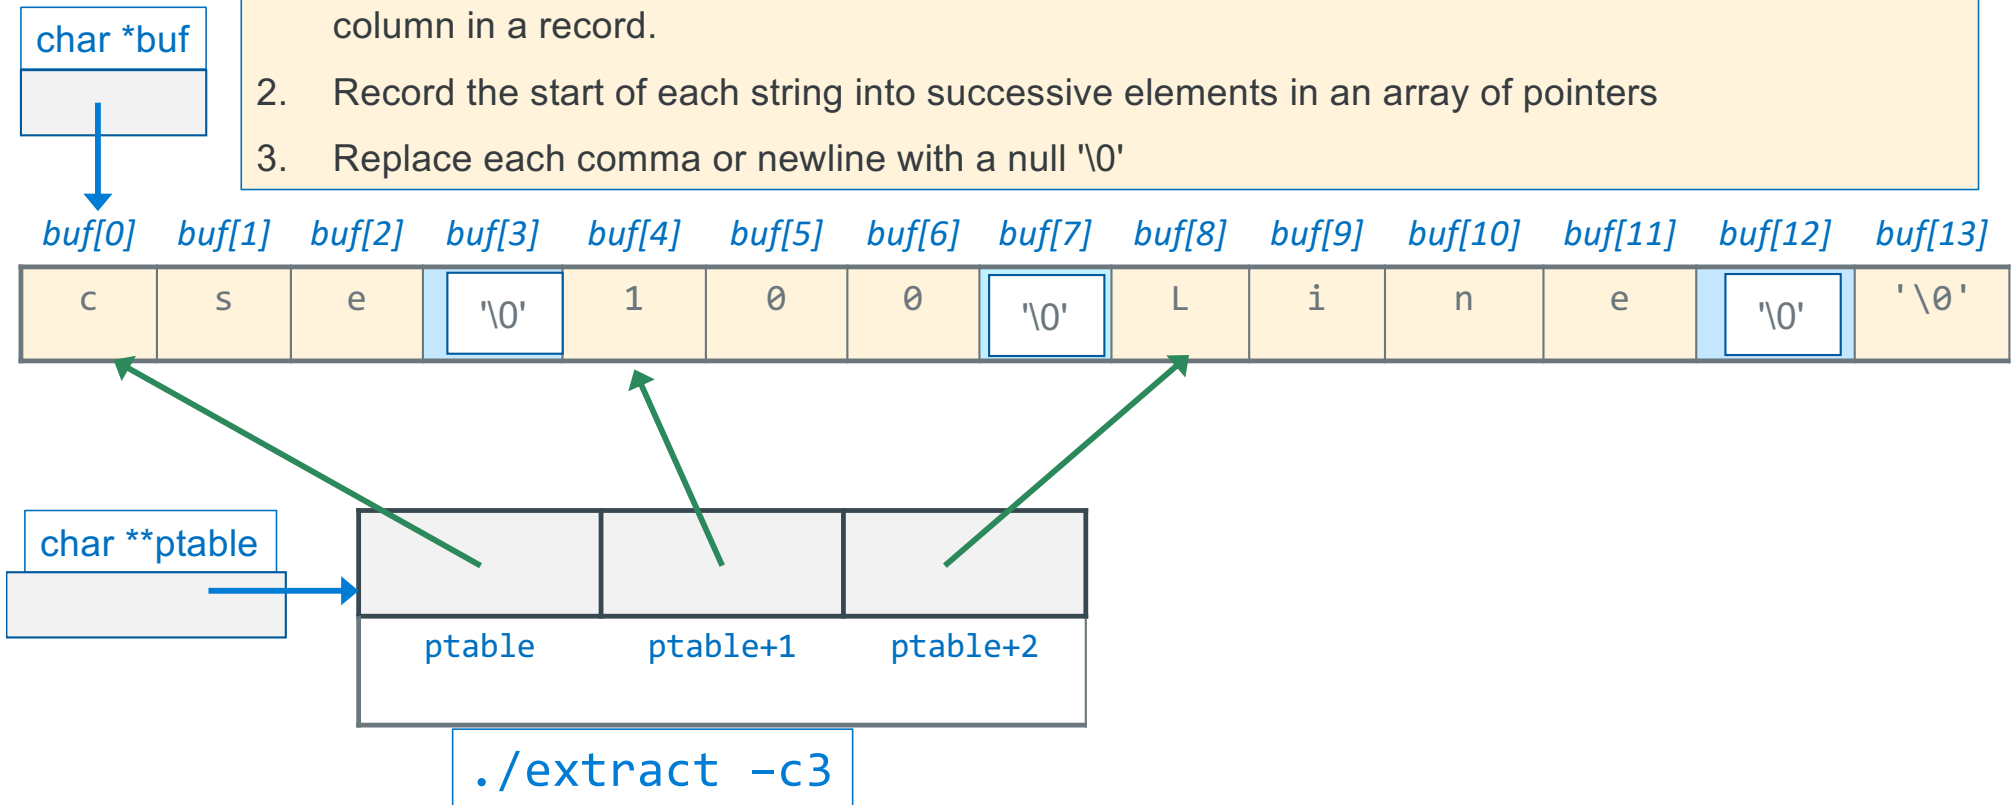 char *buf
column in a record.
2. Record the start of each string into successive elements in an array of pointers
3. Replace each comma or newline with a null '\0'
buf[0] buf[1] buf[2] buf[3] buf[4] buf[5] buf[6] buf[7] buf[8] buf[9] buf[10] buf[11] buf[12] buf[13]
c s e '\0' 1 0 0 '\0' L i n e '\0' '\0'
char **ptable
ptable ptable+1 ptable+2
./extract –c3